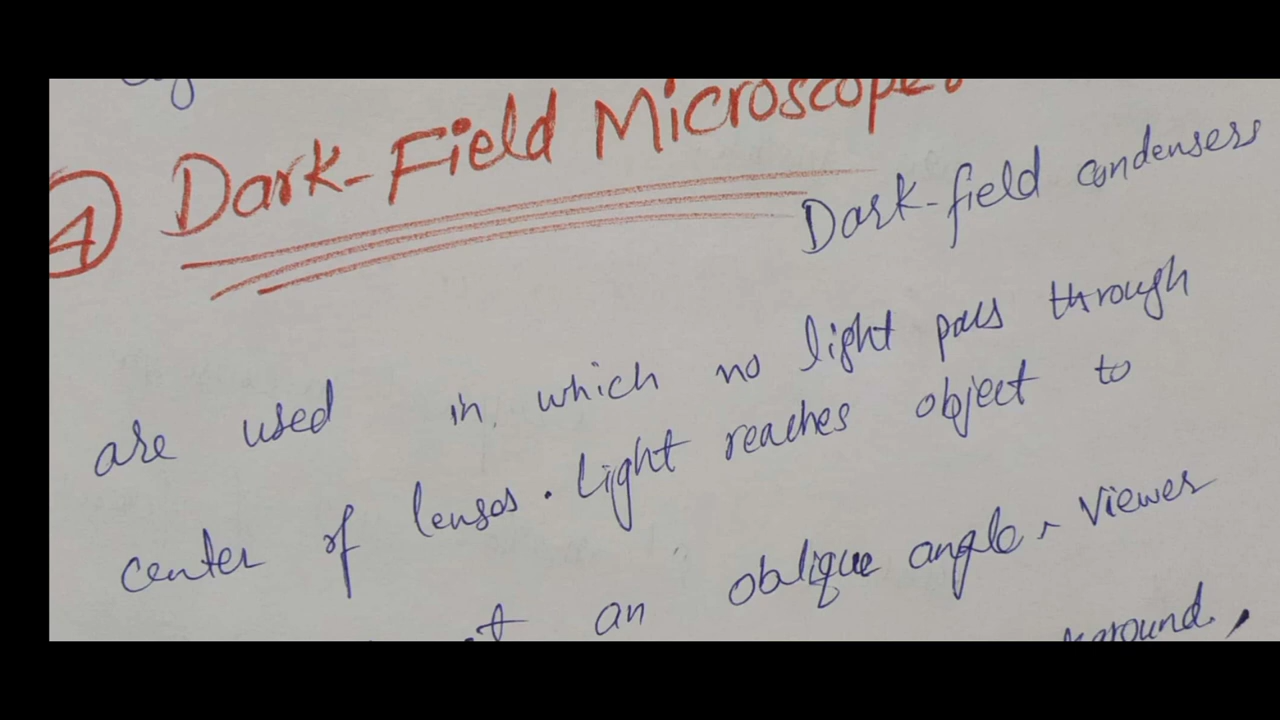 4 Dark-Field Microscope.
Dark-field condensers
are used in which no light pass through
center of lenses. Light reaches object to
an oblique angle. Viewer